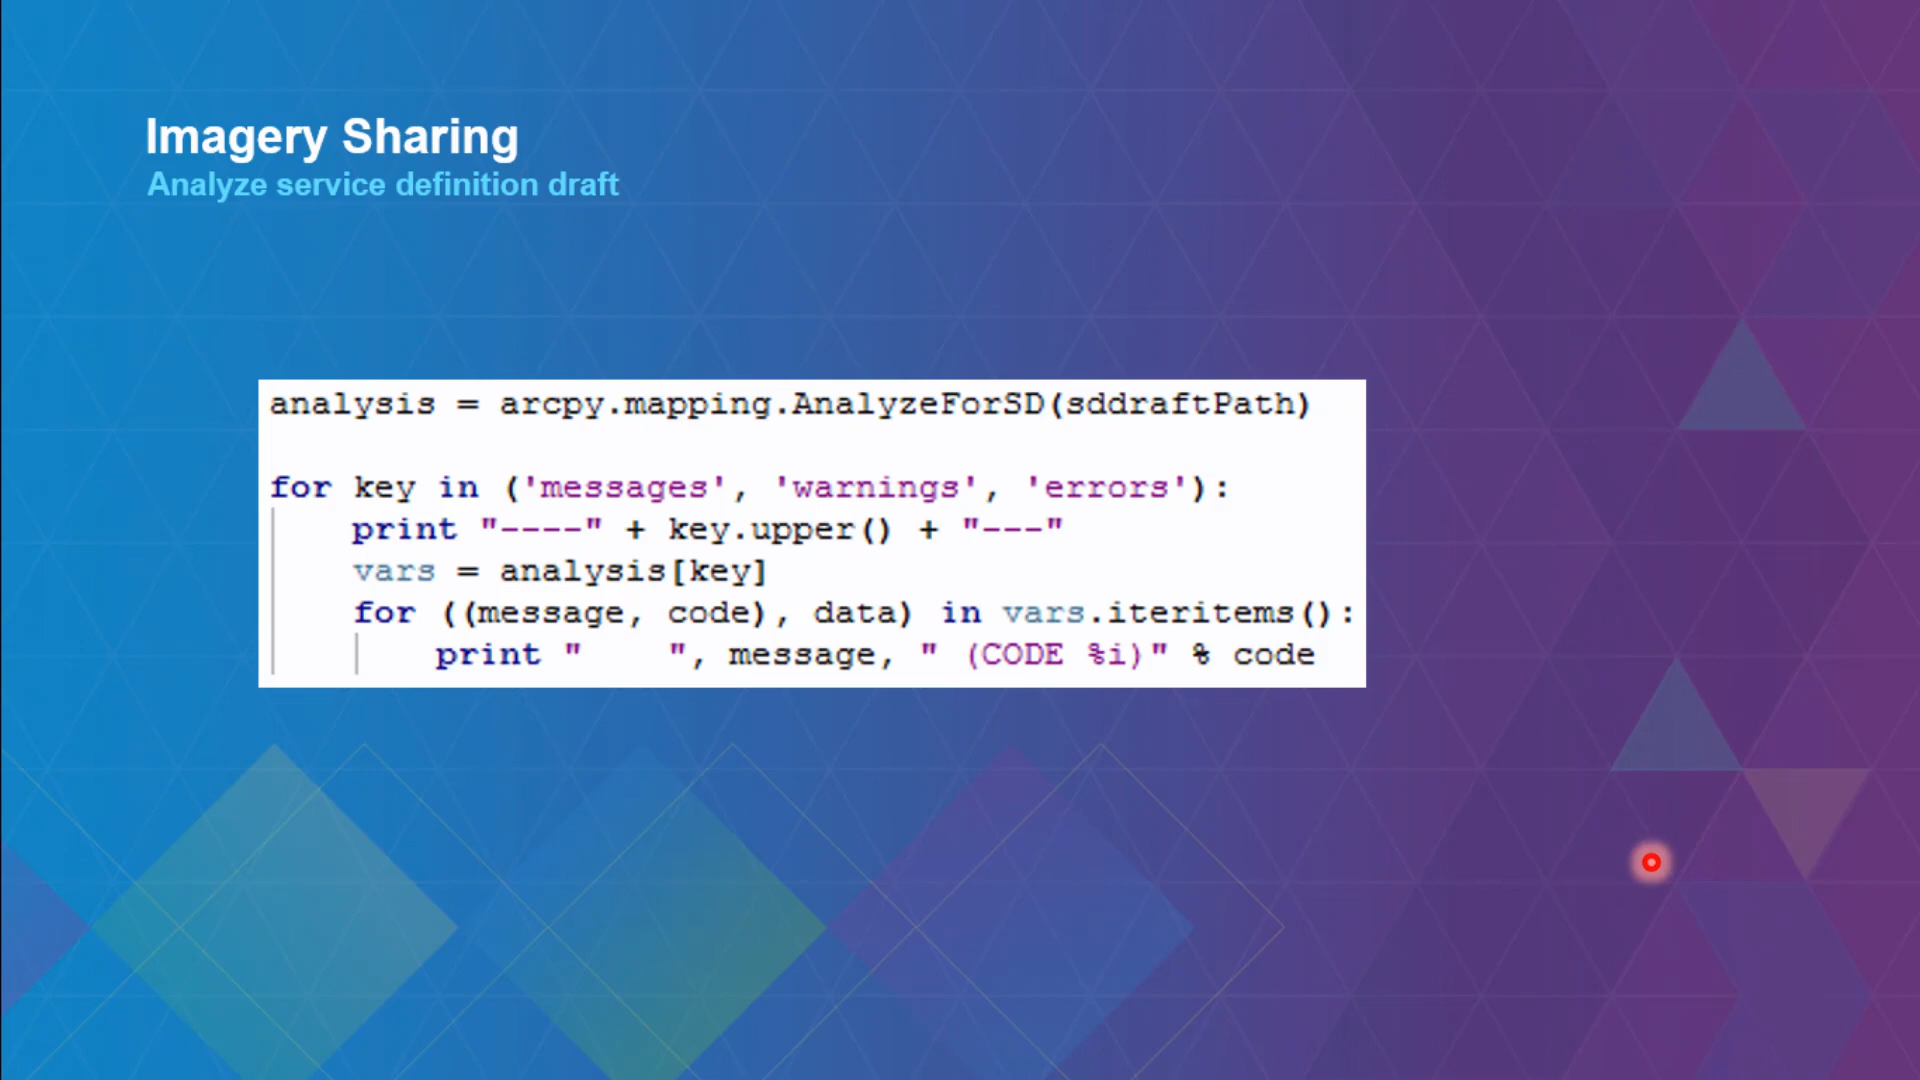 Imagery Sharing
Analyze service definition draft
analysis = arcpy.mapping.AnalyzeForSD(sddraftPath)
for key in ('messages', 'warnings', 'errors'):
    print "----" + key.upper() + "---"
    vars = analysis[key]
    for ((message, code), data) in vars.iteritems():
        print "    ", message, " (CODE %i)" % code